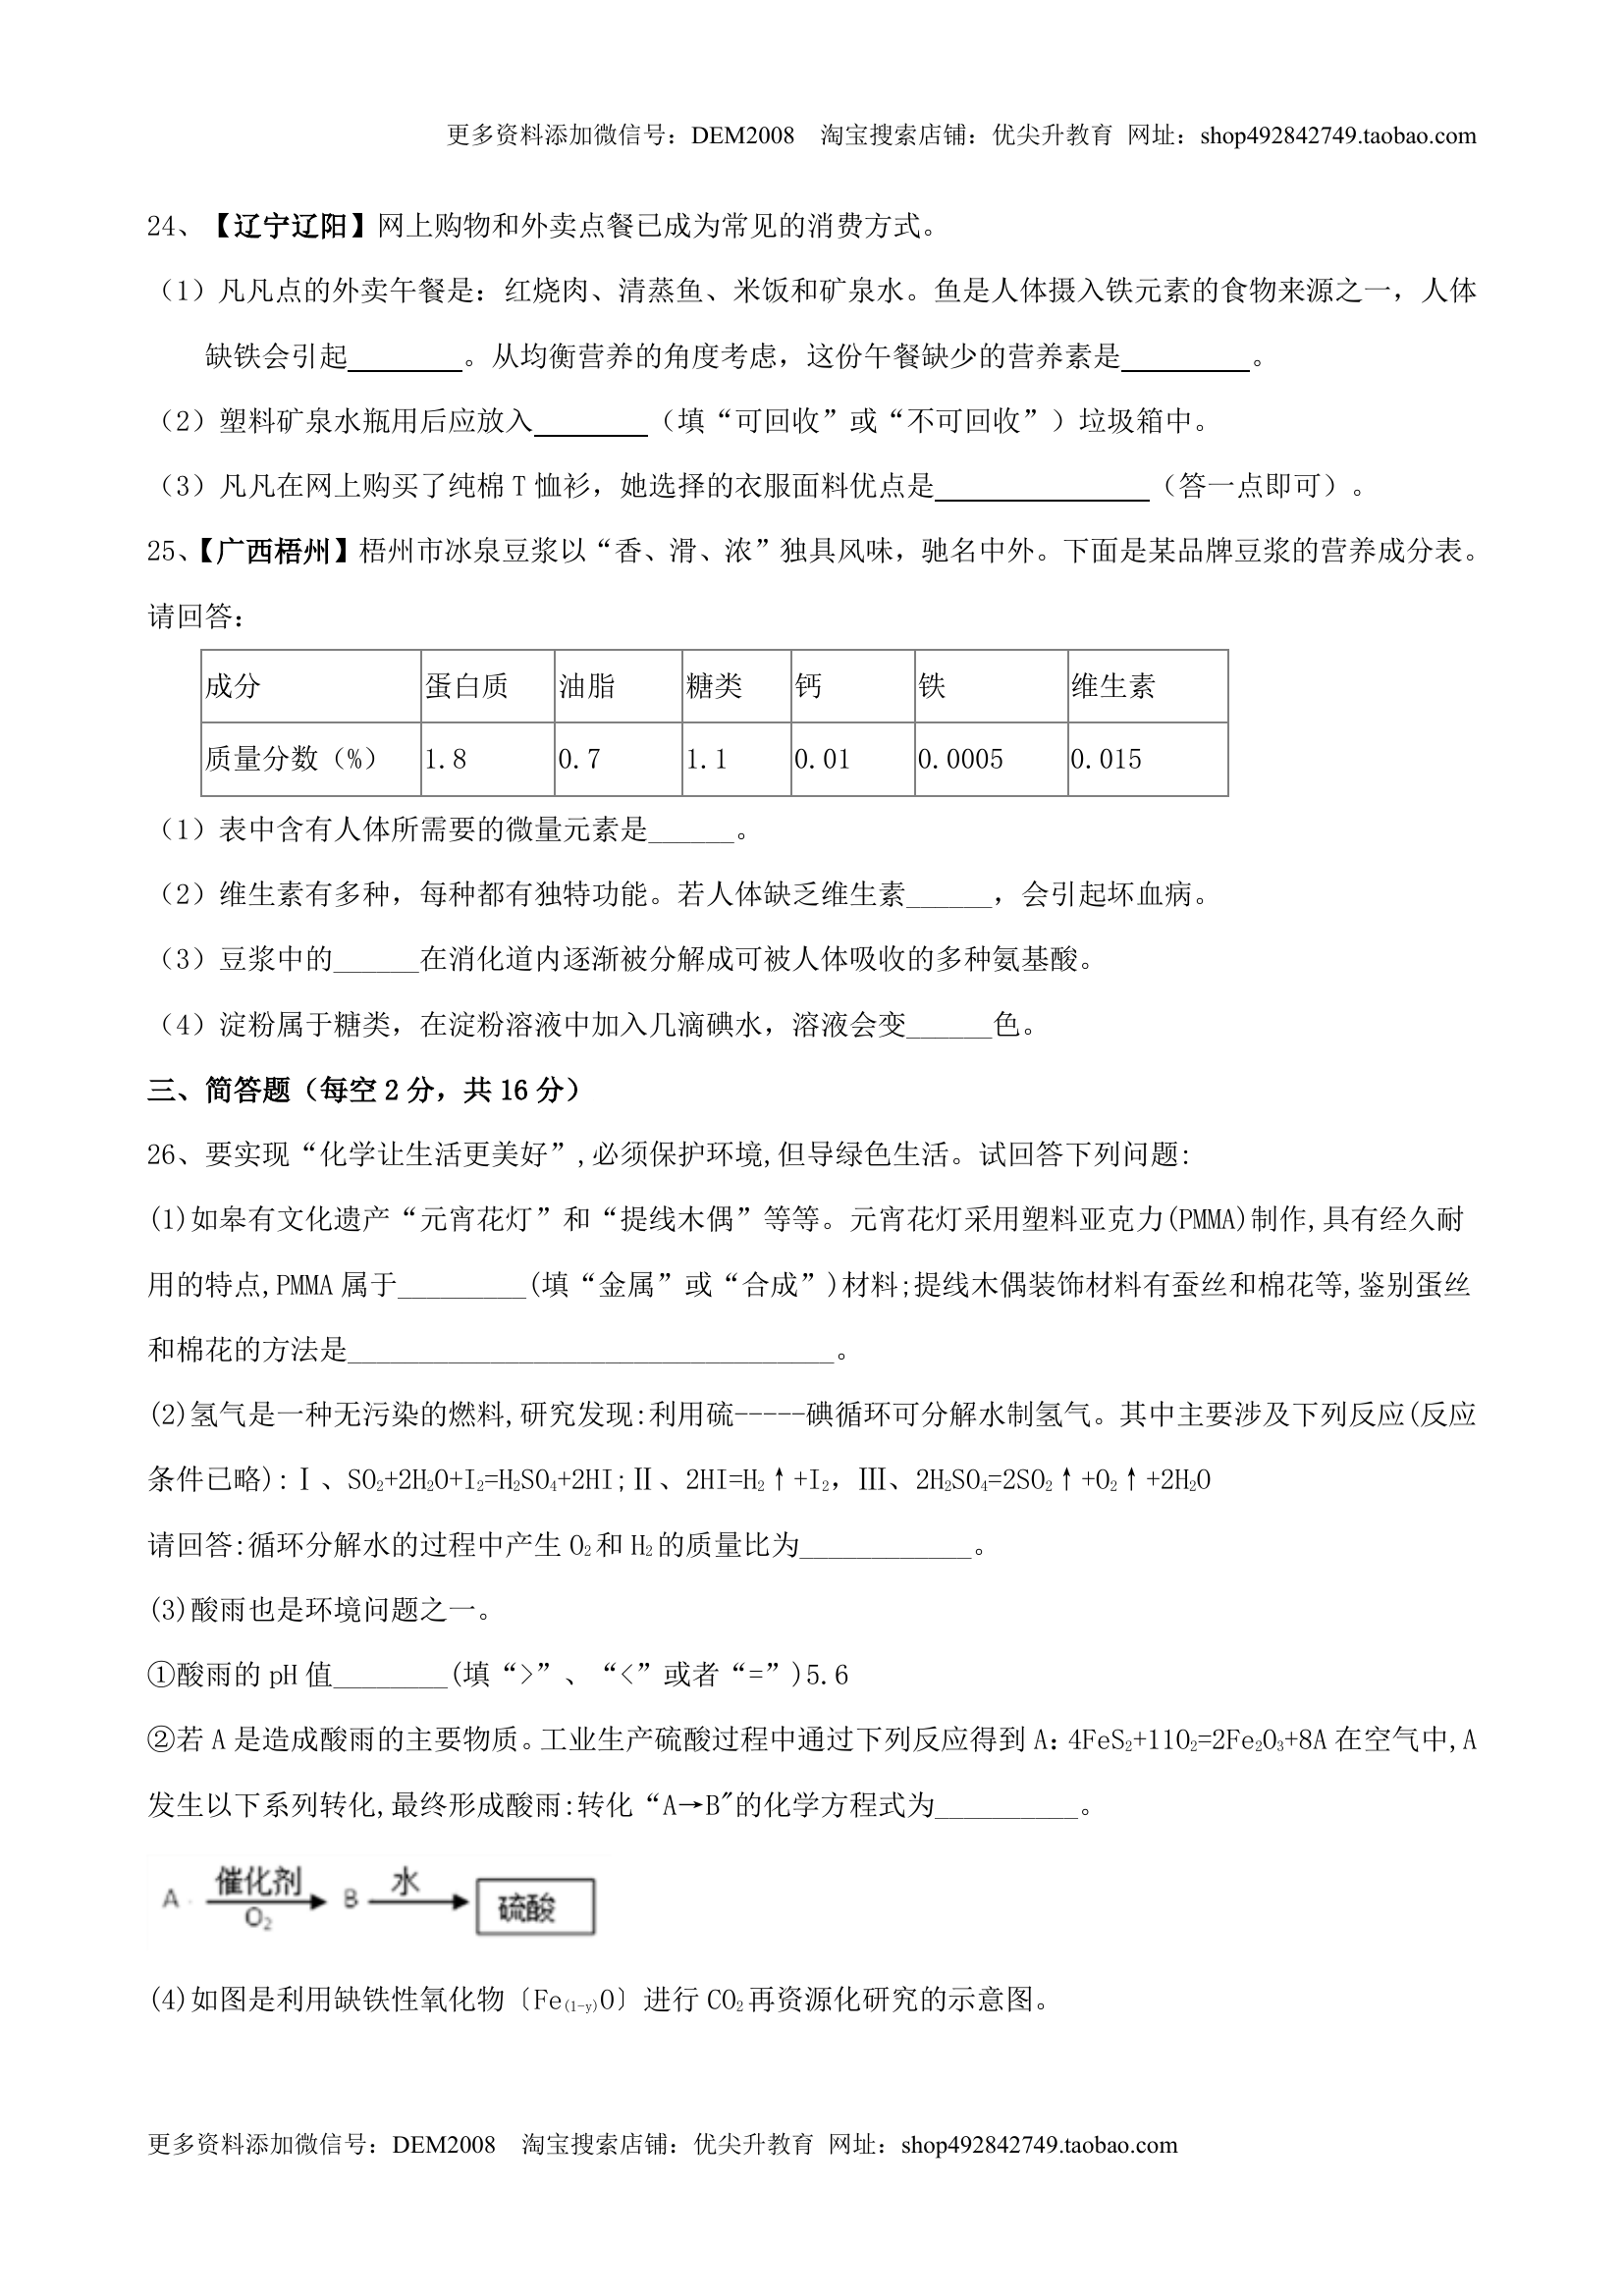 更多资料添加微信号：DEM2008 淘宝搜索店铺：优尖升教育 网址：shop492842749.taobao.com
24、【辽宁辽阳】网上购物和外卖点餐已成为常见的消费方式。
（1）凡凡点的外卖午餐是：红烧肉、清蒸鱼、米饭和矿泉水。鱼是人体摄入铁元素的食物来源之一，人体
缺铁会引起________。从均衡营养的角度考虑，这份午餐缺少的营养素是_________。
（2）塑料矿泉水瓶用后应放入________（填“可回收”或“不可回收”）垃圾箱中。
（3）凡凡在网上购买了纯棉 T 恤衫，她选择的衣服面料优点是_______________（答一点即可）。
25、【广西梧州】梧州市冰泉豆浆以“香、滑、浓”独具风味，驰名中外。下面是某品牌豆浆的营养成分表。
请回答：
成分 蛋白质 油脂 糖类 钙 铁 维生素
质量分数（%） 1.8 0.7 1.1 0.01 0.0005 0.015
（1）表中含有人体所需要的微量元素是______。
（2）维生素有多种，每种都有独特功能。若人体缺乏维生素______，会引起坏血病。
（3）豆浆中的______在消化道内逐渐被分解成可被人体吸收的多种氨基酸。
（4）淀粉属于糖类，在淀粉溶液中加入几滴碘水，溶液会变______色。
三、简答题（每空 2 分，共 16 分）
26、要实现“化学让生活更美好”,必须保护环境,但导绿色生活。试回答下列问题:
(1)如皋有文化遗产“元宵花灯”和“提线木偶”等等。元宵花灯采用塑料亚克力(PMMA)制作,具有经久耐
用的特点,PMMA 属于_________(填“金属”或“合成”)材料;提线木偶装饰材料有蚕丝和棉花等,鉴别蛋丝
和棉花的方法是__________________________________。
(2)氢气是一种无污染的燃料,研究发现:利用硫-----碘循环可分解水制氢气。其中主要涉及下列反应(反应
条件已略):Ⅰ、SO₂+2H₂O+I₂=H₂SO₄+2HI;Ⅱ、2HI=H₂↑+I₂，Ⅲ、2H₂SO₄=2SO₂↑+O₂↑+2H₂O
请回答:循环分解水的过程中产生 O₂和 H₂的质量比为____________。
(3)酸雨也是环境问题之一。
①酸雨的 pH 值________(填“>”、“<”或者“=”)5.6
②若 A 是造成酸雨的主要物质。工业生产硫酸过程中通过下列反应得到 A：4FeS₂+11O₂=2Fe₂O₃+8A 在空气中,A
发生以下系列转化,最终形成酸雨:转化“A→B"的化学方程式为__________。
A 催化剂 O₂ → B 水 → 硫酸
(4)如图是利用缺铁性氧化物〔Fe₍₁₋y₎O〕进行 CO₂再资源化研究的示意图。
更多资料添加微信号：DEM2008 淘宝搜索店铺：优尖升教育 网址：shop492842749.taobao.com